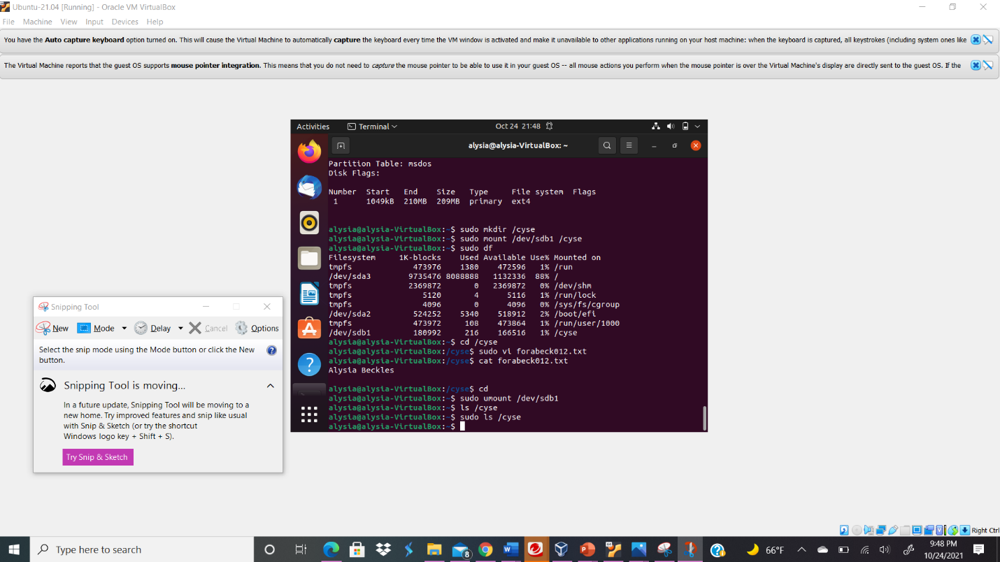 Ubuntu-21.04 [Running] - Oracle VM VirtualBox
File Machine View Input Devices Help
You have the Auto capture keyboard option turned on. This will cause the Virtual Machine to automatically capture the keyboard every time the VM window is activated and make it unavailable to other applications running on your host machine: when the keyboard is captured, all keystrokes (including system ones like
The Virtual Machine reports that the guest OS supports mouse pointer integration. This means that you do not need to capture the mouse pointer to be able to use it in your guest OS -- all mouse actions you perform when the mouse pointer is over the Virtual Machine's display are directly sent to the guest OS. If the
Activities Terminal Oct 24 21:48
alysia@alysia-VirtualBox: ~
Partition Table: msdos
Disk Flags:
Number Start End Size Type File system Flags
1 1049kB 210MB 209MB primary ext4
alysia@alysia-VirtualBox:~$ sudo mkdir /cyse
alysia@alysia-VirtualBox:~$ sudo mount /dev/sdb1 /cyse
alysia@alysia-VirtualBox:~$ sudo df
Filesystem 1K-blocks Used Available Use% Mounted on
tmpfs 473976 1380 472596 1% /run
/dev/sda3 9735476 8088888 1132336 88% /
tmpfs 2369872 0 2369872 0% /dev/shm
tmpfs 5120 4 5116 1% /run/lock
tmpfs 4096 0 4096 0% /sys/fs/cgroup
/dev/sda2 524252 5340 518912 2% /boot/efi
tmpfs 473972 108 473864 1% /run/user/1000
/dev/sdb1 180992 216 166516 1% /cyse
alysia@alysia-VirtualBox:~$ cd /cyse
alysia@alysia-VirtualBox:/cyse$ sudo vi forabeck012.txt
alysia@alysia-VirtualBox:/cyse$ cat forabeck012.txt
Alysia Beckles
alysia@alysia-VirtualBox:/cyse$ cd
alysia@alysia-VirtualBox:~$ sudo umount /dev/sdb1
alysia@alysia-VirtualBox:~$ ls /cyse
alysia@alysia-VirtualBox:~$ sudo ls /cyse
alysia@alysia-VirtualBox:~$
Snipping Tool
New Mode Delay Cancel Options
Select the snip mode using the Mode button or click the New
button.
Snipping Tool is moving...
In a future update, Snipping Tool will be moving to a
new home. Try improved features and snip like usual
with Snip & Sketch (or try the shortcut
Windows logo key + Shift + S).
Try Snip & Sketch
Right Ctrl
Type here to search
8
66°F
9:48 PM
10/24/2021